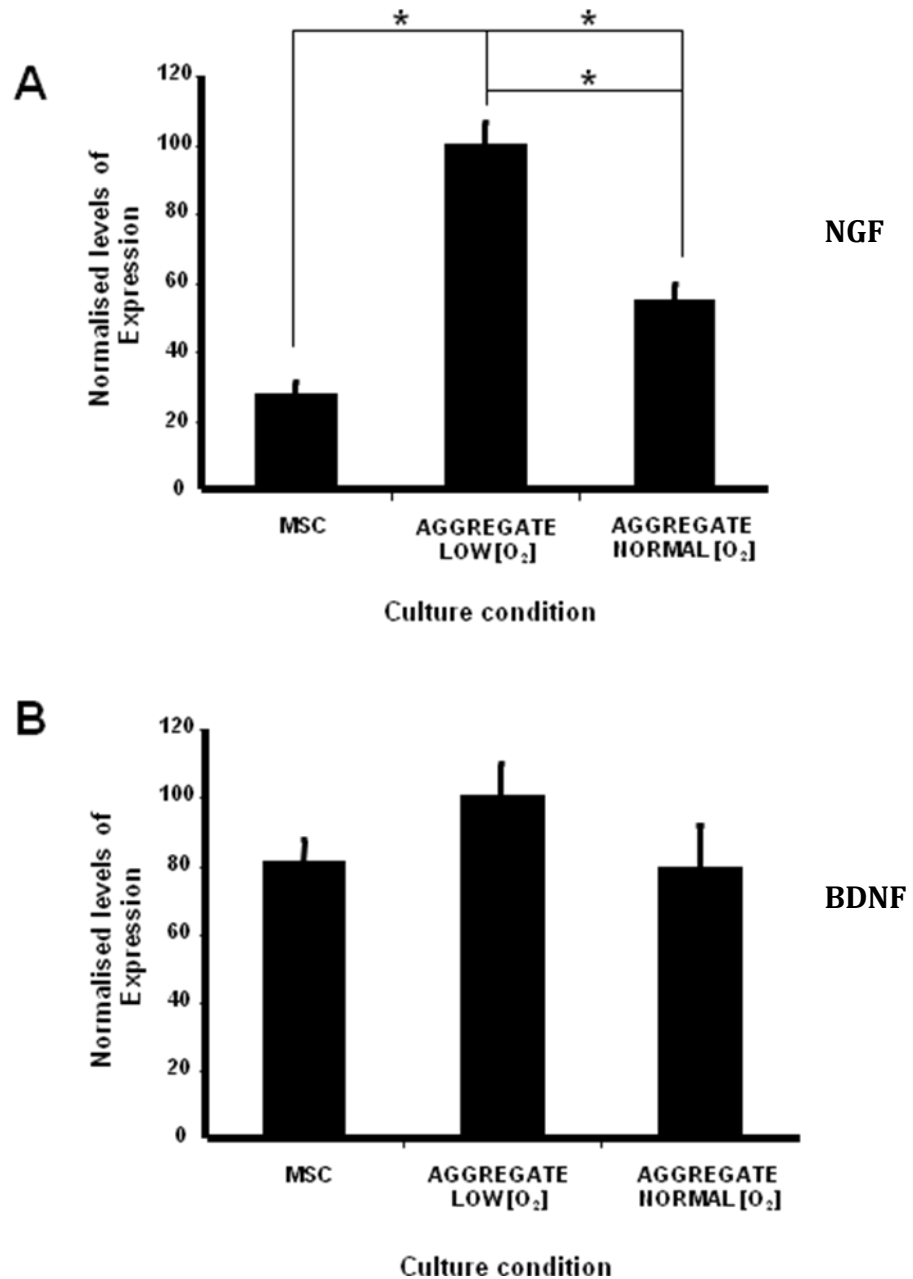 * *
A
*
120
100
80
60
40
20
0
Normalised levels of
Expression
NGF
MSC
AGGREGATE
LOW[O₂]
AGGREGATE
NORMAL[O₂]
Culture condition
B
120
100
80
60
40
20
0
Normalised levels of
Expression
BDNF
MSC
AGGREGATE
LOW[O₂]
AGGREGATE
NORMAL[O₂]
Culture condition